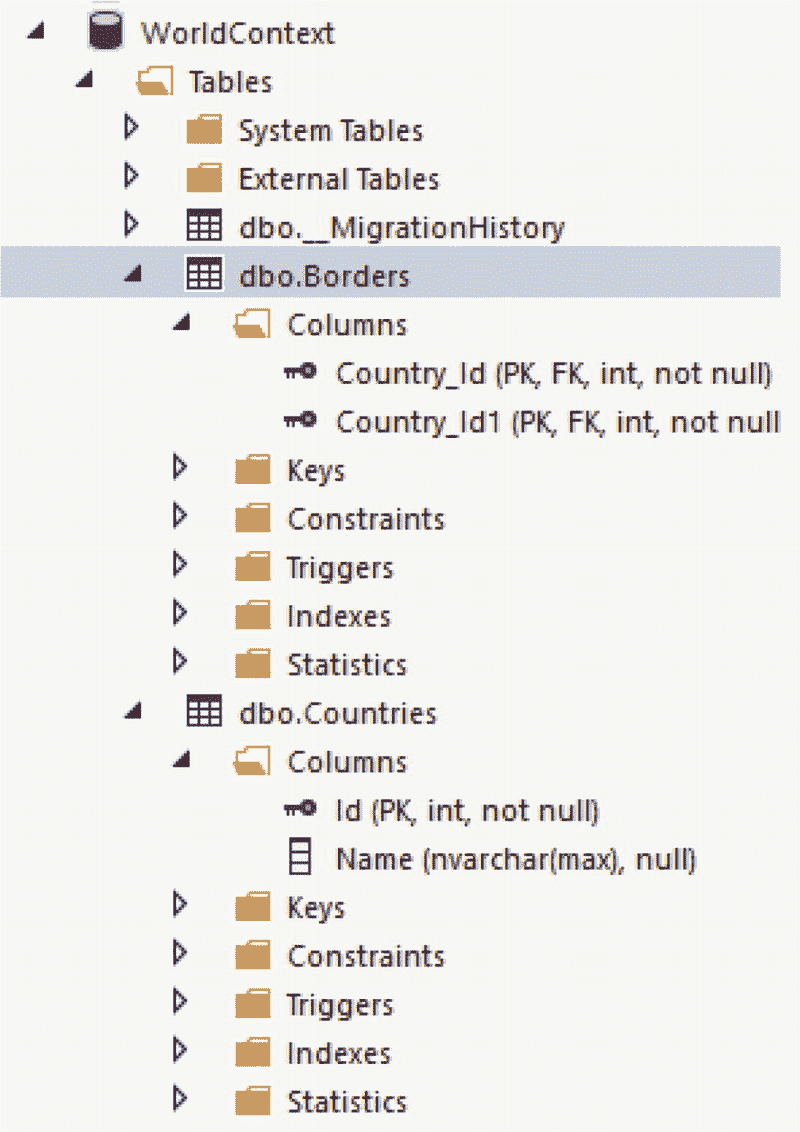 WorldContext
Tables
System Tables
External Tables
dbo.__MigrationHistory
dbo.Borders
Columns
Country_Id (PK, FK, int, not null)
Country_Id1 (PK, FK, int, not null
Keys
Constraints
Triggers
Indexes
Statistics
dbo.Countries
Columns
Id (PK, int, not null)
Name (nvarchar(max), null)
Keys
Constraints
Triggers
Indexes
Statistics